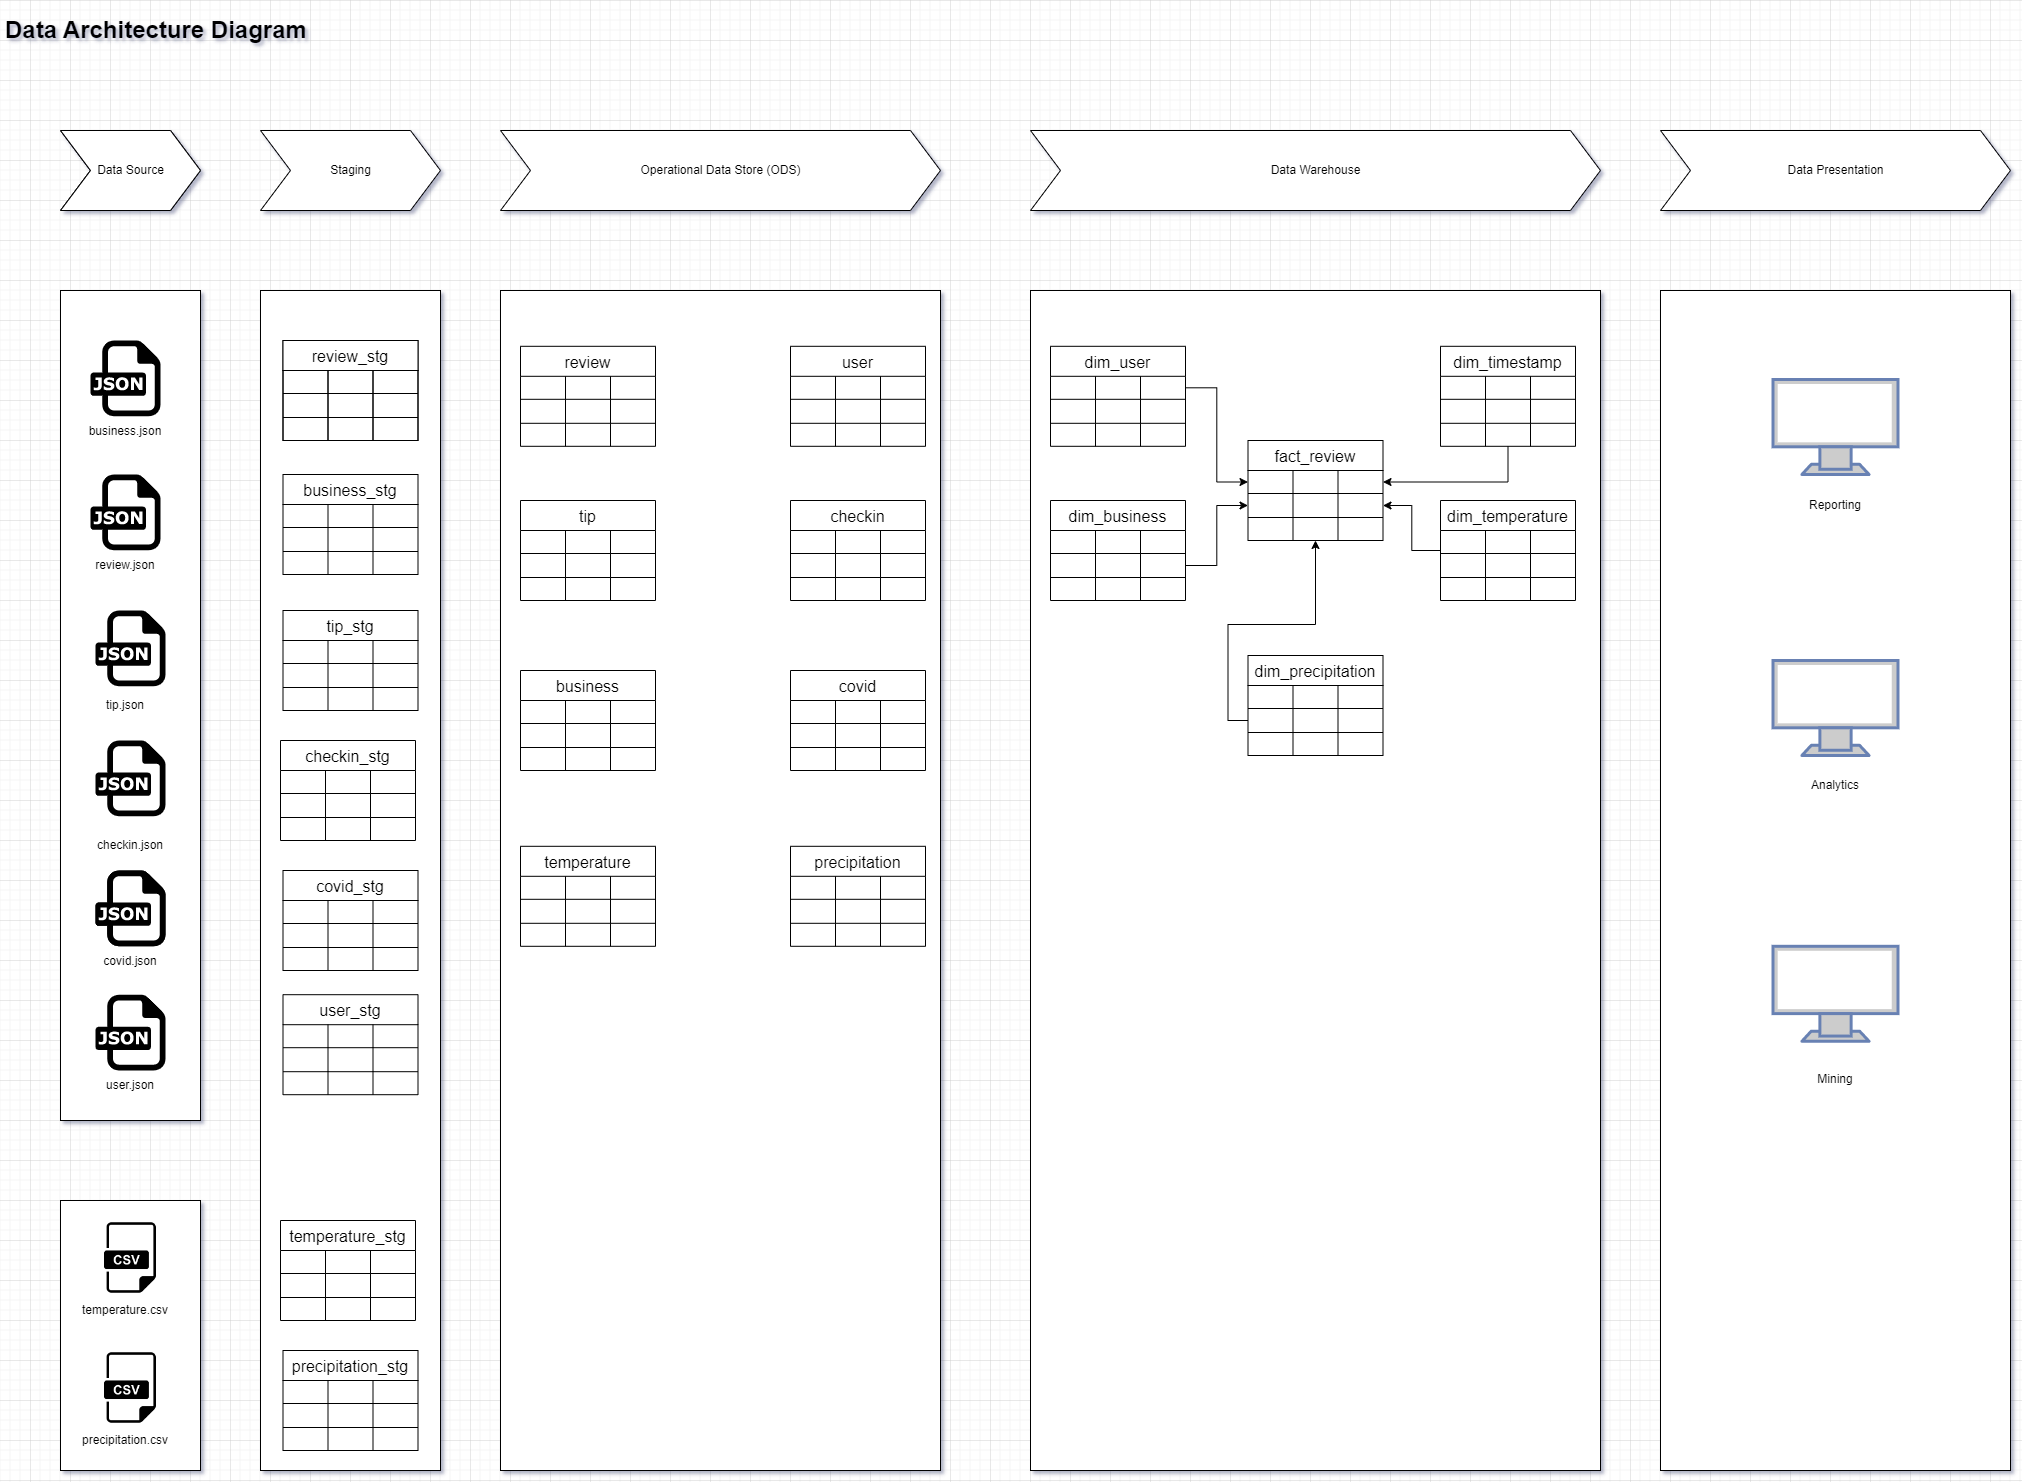 Data Architecture Diagram
Data Source
Staging
Operational Data Store (ODS)
Data Warehouse
Data Presentation
JSON
business.json
JSON
review.json
JSON
tip.json
JSON
checkin.json
JSON
covid.json
JSON
user.json
CSV
temperature.csv
CSV
precipitation.csv
review_stg
business_stg
tip_stg
checkin_stg
covid_stg
user_stg
temperature_stg
precipitation_stg
review
user
tip
checkin
business
covid
temperature
precipitation
dim_user
dim_timestamp
fact_review
dim_business
dim_temperature
dim_precipitation
Reporting
Analytics
Mining